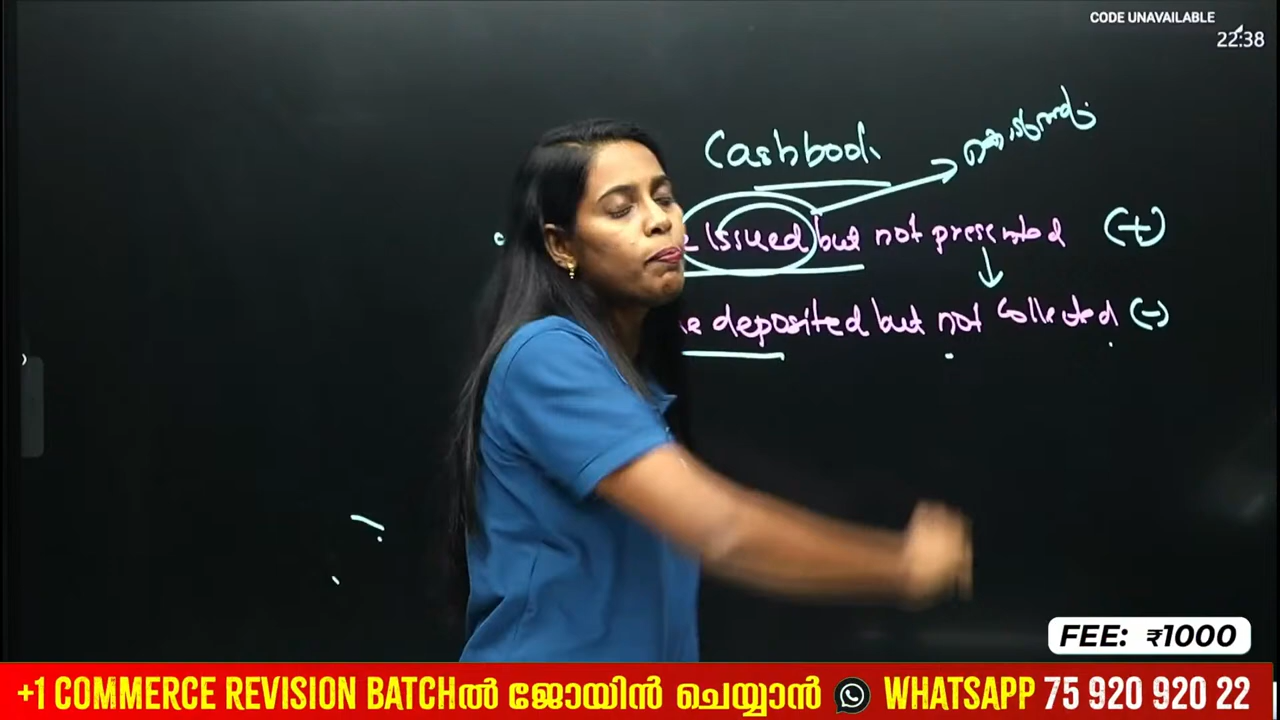 CODE UNAVAILABLE
22:38
Cashbook
issued but not presented (+)
deposited but not collected (-)
FEE: ₹1000
+1 COMMERCE REVISION BATCHൽ ജോയിൻ ചെയ്യാൻ WHATSAPP 75 920 920 22